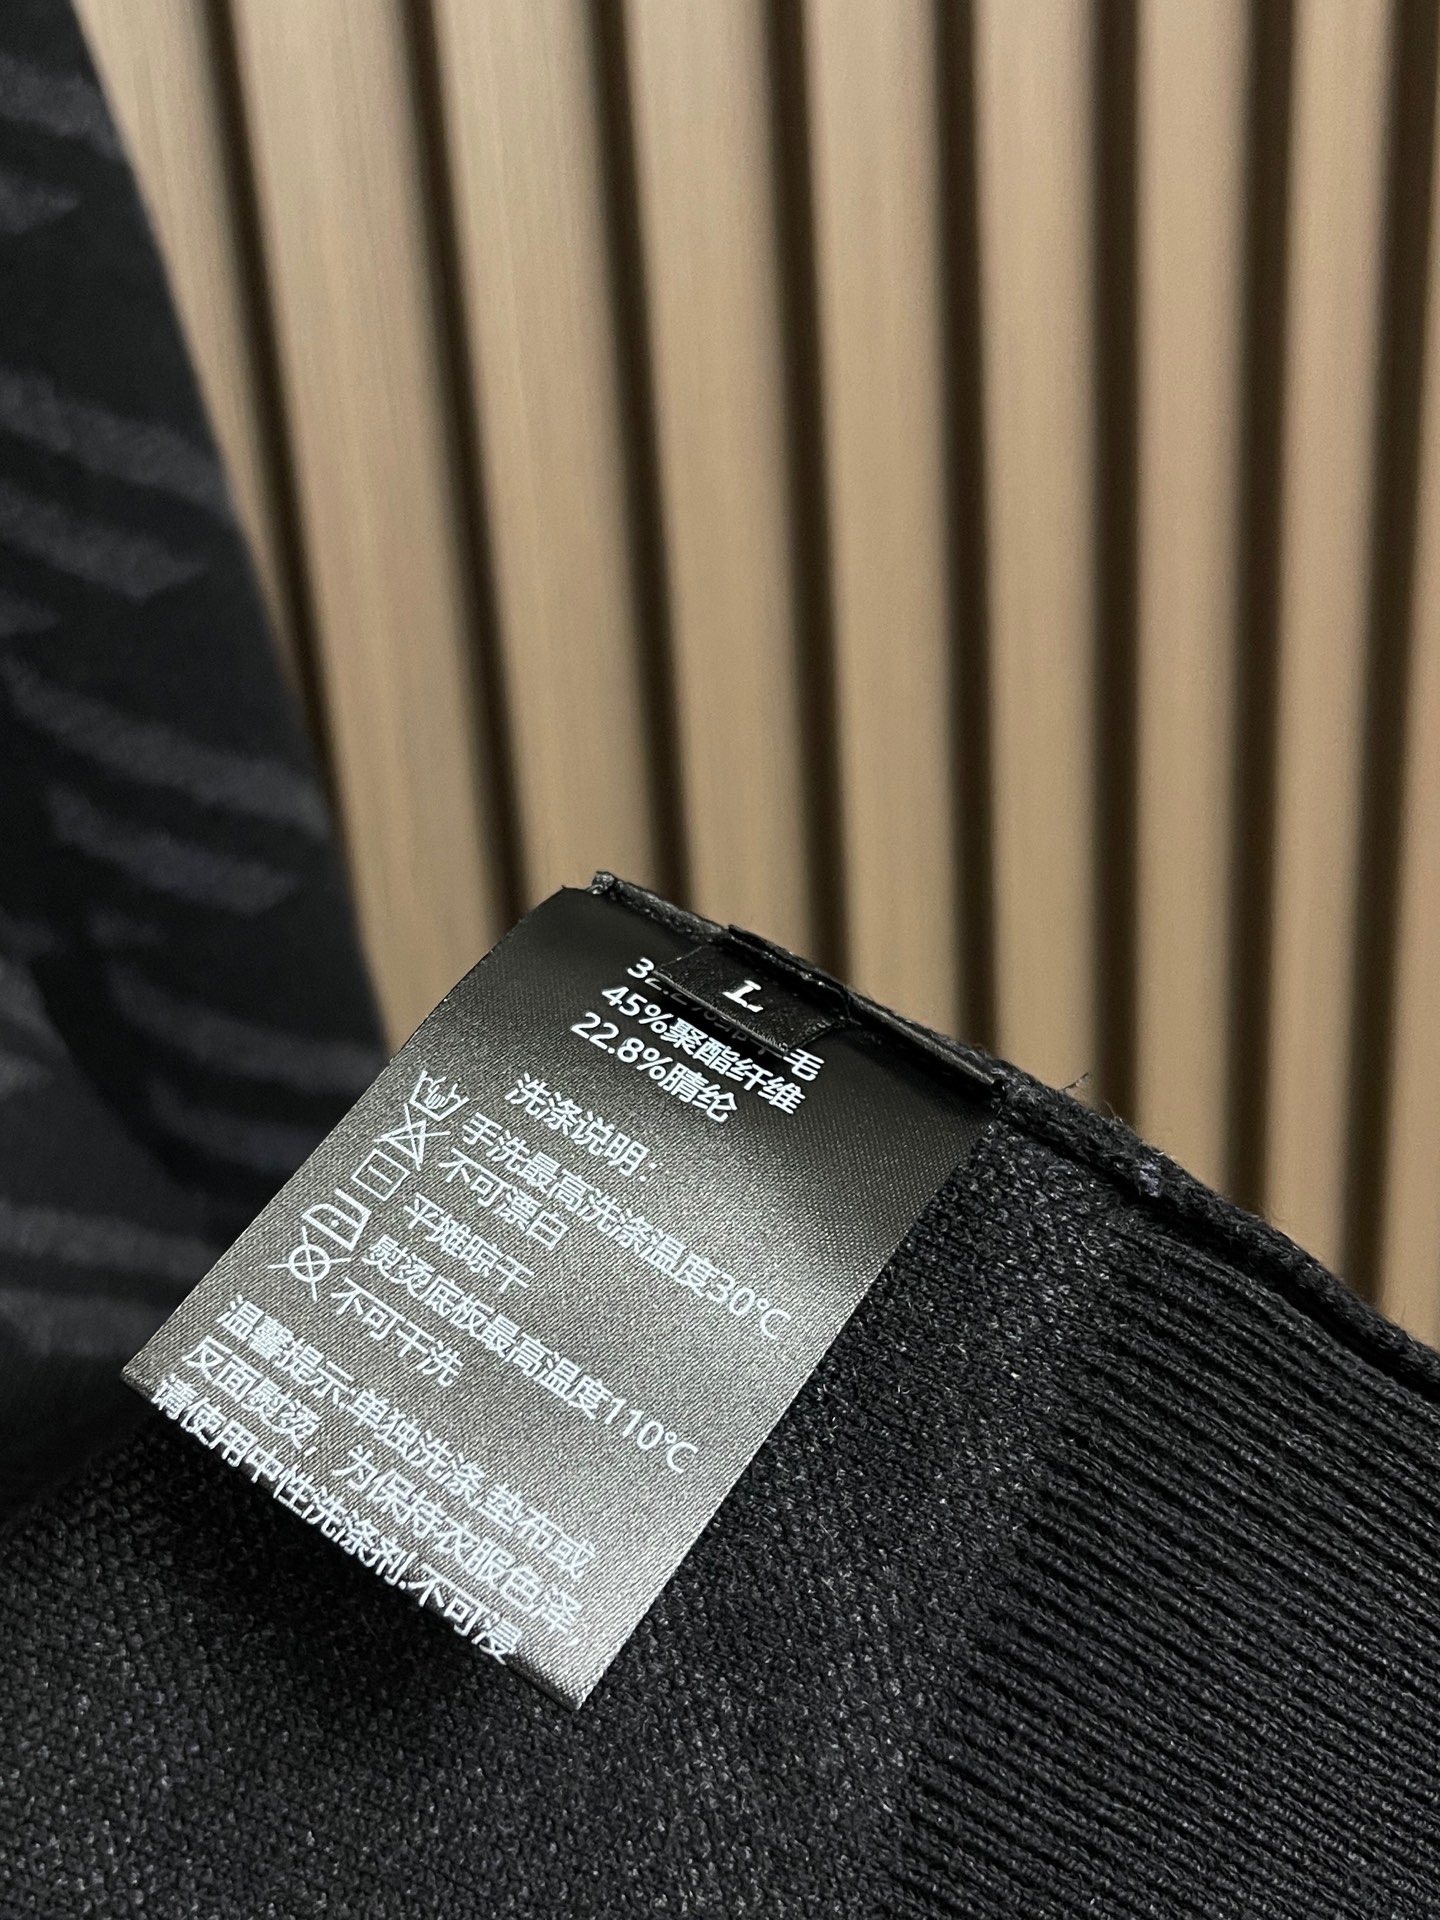 L
32.2% 毛
45%聚酯纤维
22.8%腈纶
洗涤说明:
手洗最高洗涤温度30℃
不可漂白
平摊晾干
熨烫底板最高温度110℃
不可干洗
温馨提示:单独洗涤,垫布或
反面熨烫, 为保持衣服色泽,
请使用中性洗涤剂.不可浸